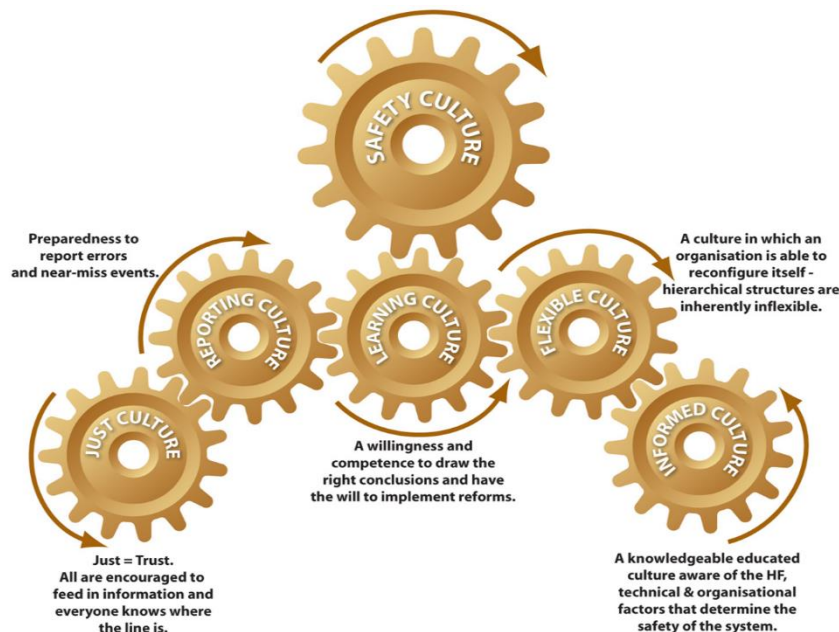 SAFETY CULTURE
Preparedness to
report errors
and near-miss events.
A culture in which an
organisation is able to
reconfigure itself -
hierarchical structures are
inherently inflexible.
REPORTING CULTURE
LEARNING CULTURE
FLEXIBLE CULTURE
JUST CULTURE
INFORMED CULTURE
A willingness and
competence to draw the
right conclusions and have
the will to implement reforms.
Just = Trust.
All are encouraged to
feed in information and
everyone knows where
the line is.
A knowledgeable educated
culture aware of the HF,
technical & organisational
factors that determine the
safety of the system.